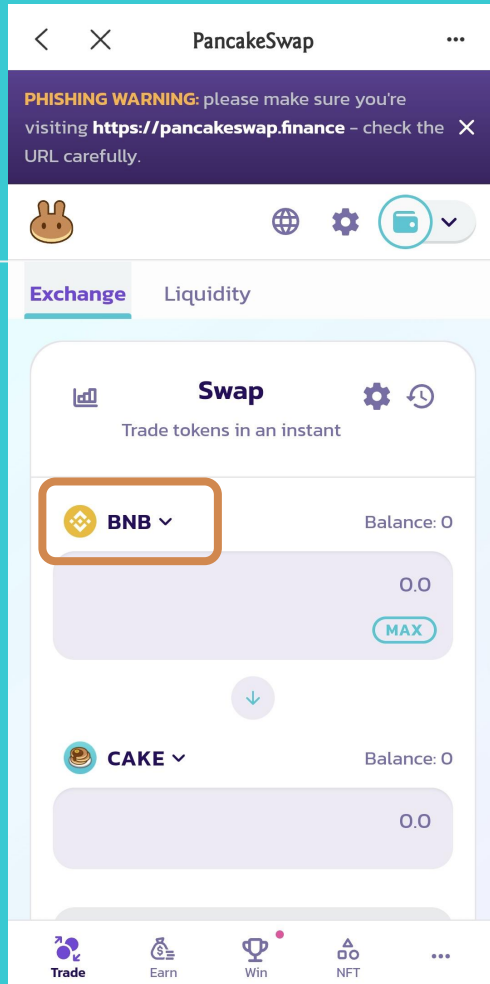 PancakeSwap
PHISHING WARNING: please make sure you're
visiting https://pancakeswap.finance - check the
URL carefully.
Exchange Liquidity
Swap
Trade tokens in an instant
BNB Balance: 0
0.0
MAX
CAKE Balance: 0
0.0
Trade Earn Win NFT